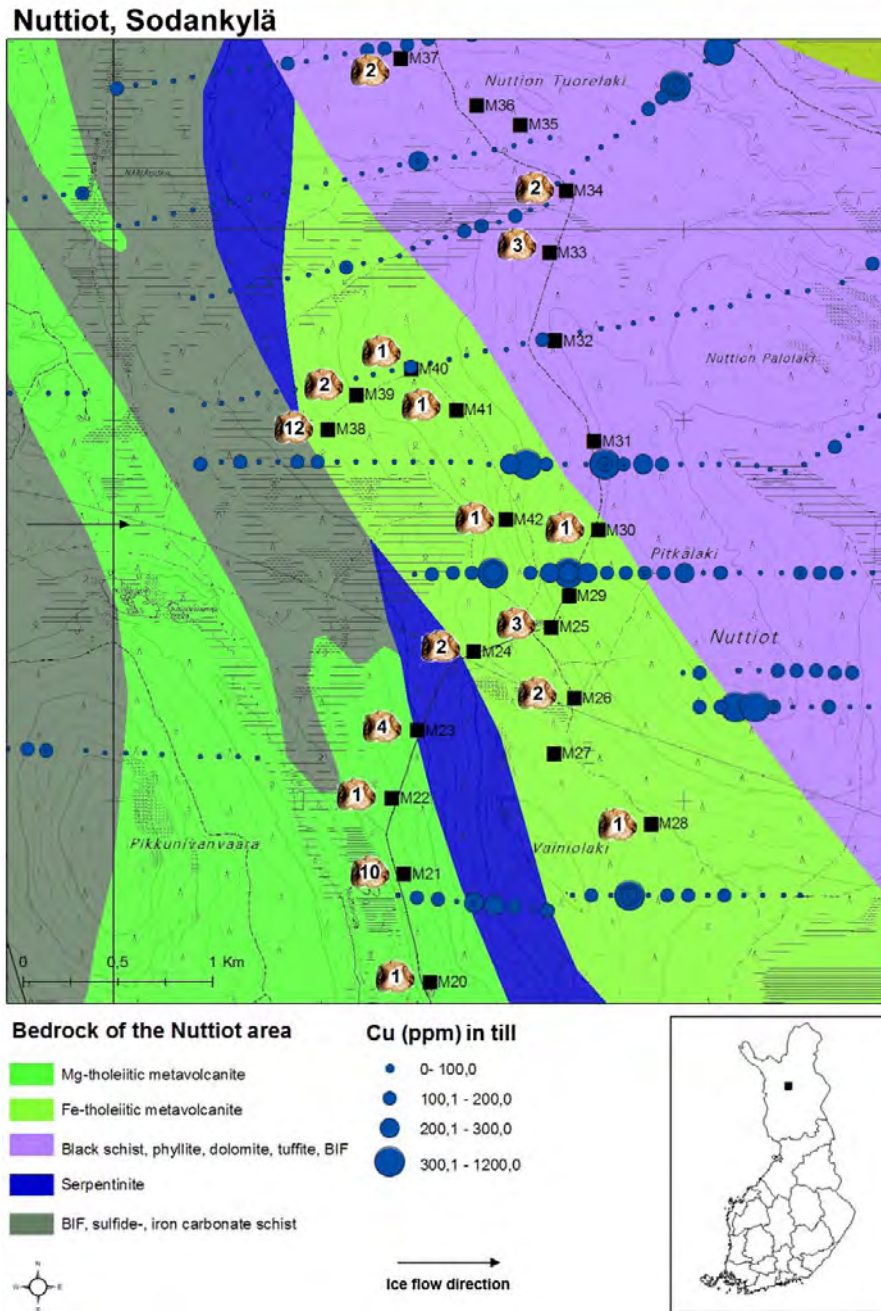 Nuttiot, Sodankylä
2
M37
Nuttion Tuorelaki
M36
M35
2
M34
3
M33
M32
Nuttion Palolaki
1
M40
2
M39
1
M41
12
M38
M31
1
M42
1
M30
Pitkälaki
M29
3
M25
Nuttiot
2
M24
2
M26
4
M23
M27
1
M22
1
M28
Pikkunivanvaara
Vainiolaki
10
M21
0 0,5 1 Km
1
M20
Bedrock of the Nuttiot area
Mg-tholeiitic metavolcanite
Fe-tholeiitic metavolcanite
Black schist, phyllite, dolomite, tuffite, BIF
Serpentinite
BIF, sulfide-, iron carbonate schist
Cu (ppm) in till
0- 100,0
100,1 - 200,0
200,1 - 300,0
300,1 - 1200,0
N
W E
S
Ice flow direction